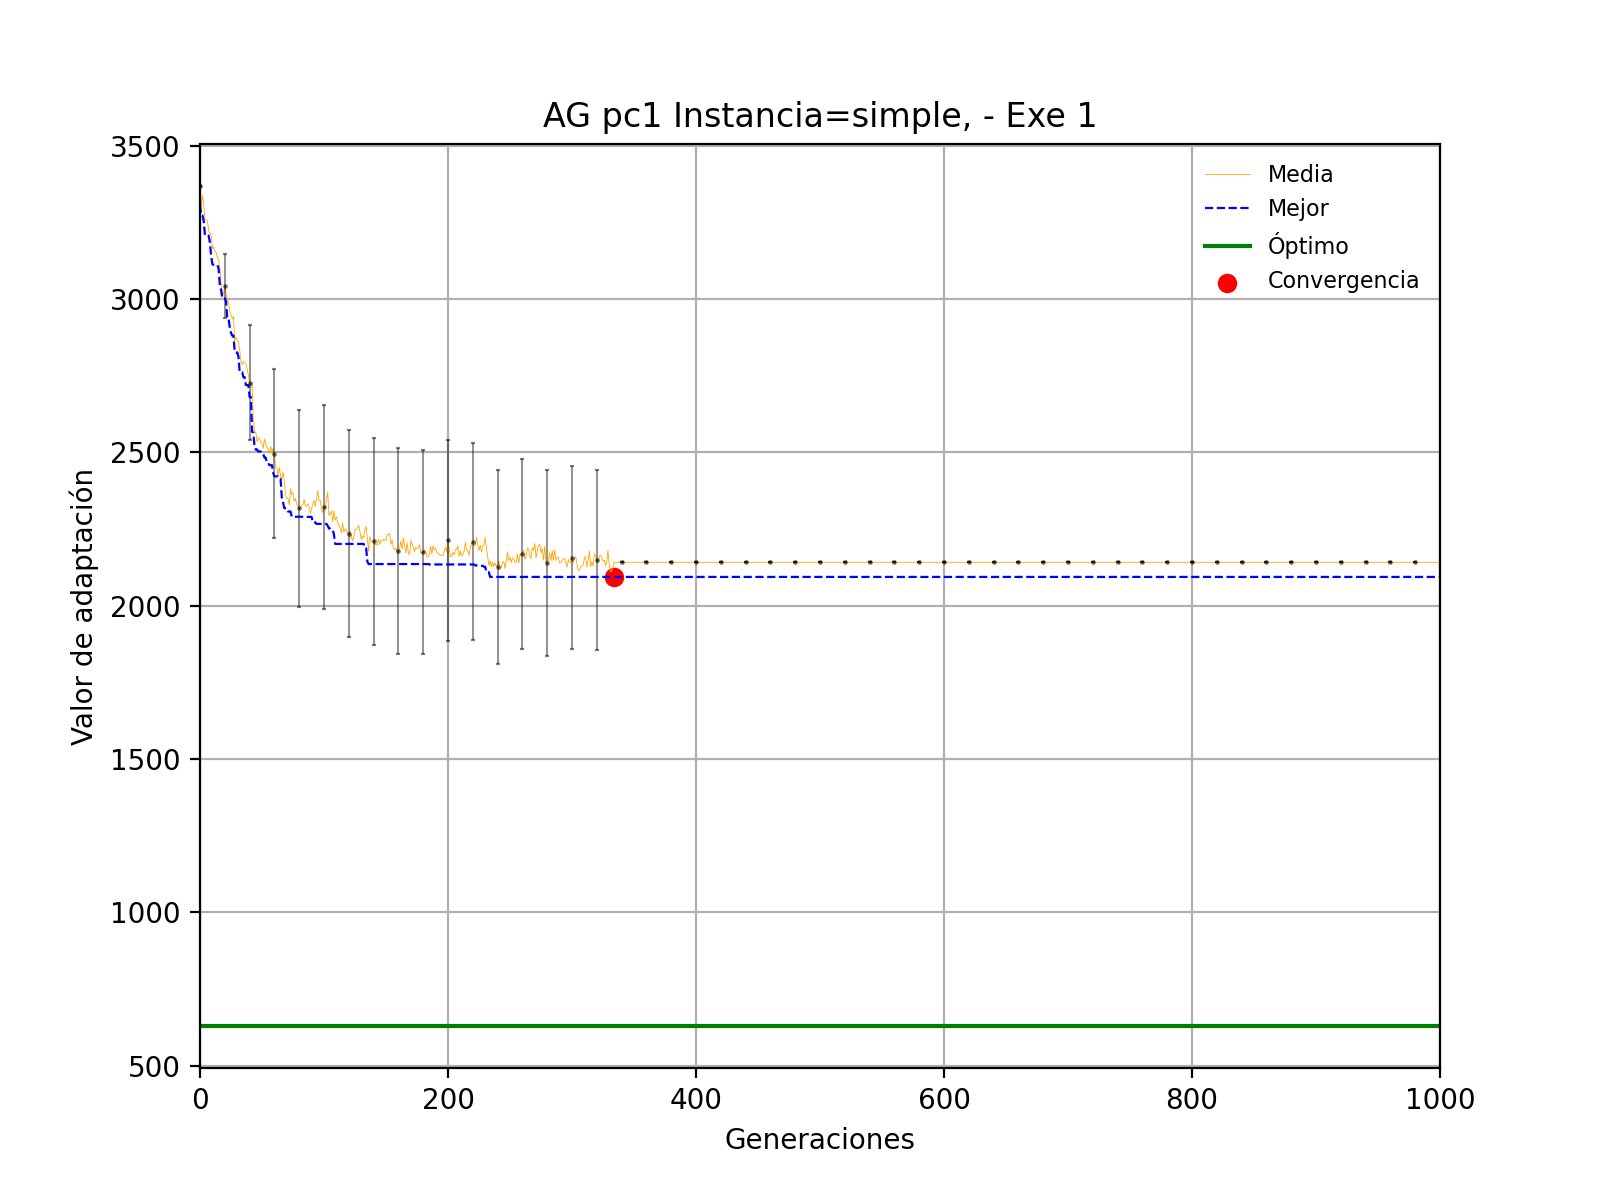 AG pc1 Instancia=simple, - Exe 1
Valor de adaptación
3500
3000
2500
2000
1500
1000
500
Media
Mejor
Óptimo
Convergencia
0 200 400 600 800 1000
Generaciones